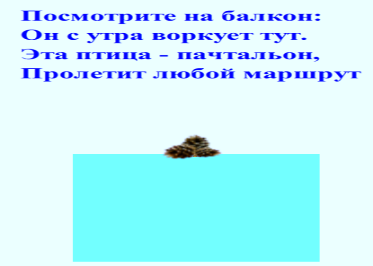 Посмотрите на балкон:
Он с утра воркует тут.
Эта птица - пачтальон,
Пролетит любой маршрут